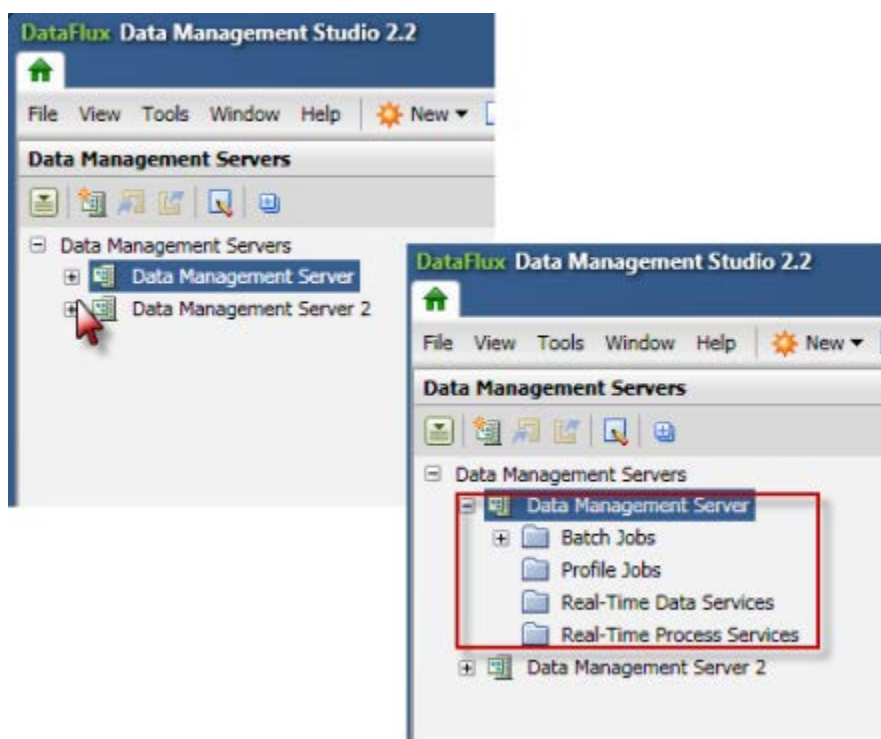 DataFlux Data Management Studio 2.2
File View Tools Window Help New
Data Management Servers
Data Management Servers
Data Management Server
Data Management Server 2
DataFlux Data Management Studio 2.2
File View Tools Window Help New
Data Management Servers
Data Management Servers
Data Management Server
Batch Jobs
Profile Jobs
Real-Time Data Services
Real-Time Process Services
Data Management Server 2